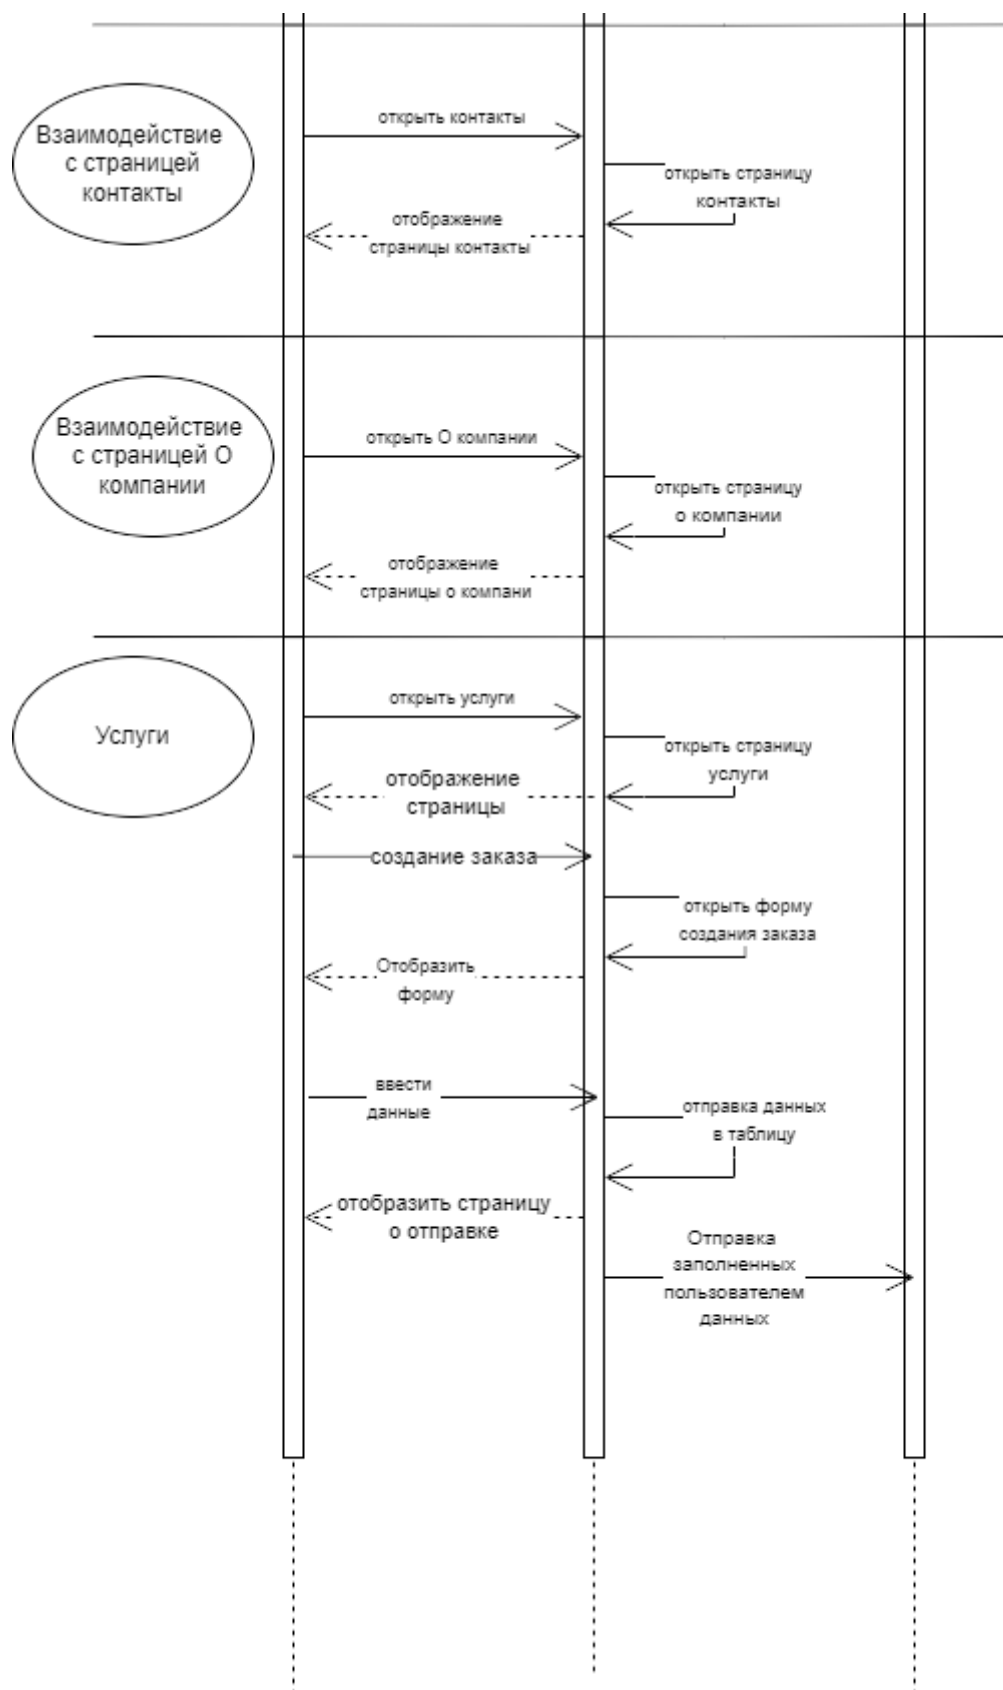 Взаимодействие
с страницей
контакты
открыть контакты
открыть страницу
контакты
отображение
страницы контакты
Взаимодействие
с страницей О
компании
открыть О компании
открыть страницу
о компании
отображение
страницы о компани
Услуги
открыть услуги
открыть страницу
услуги
отображение
страницы
создание заказа
открыть форму
создания заказа
Отобразить
форму
ввести
данные
отправка данных
в таблицу
отобразить страницу
о отправке
Отправка
заполненных
пользователем
данных